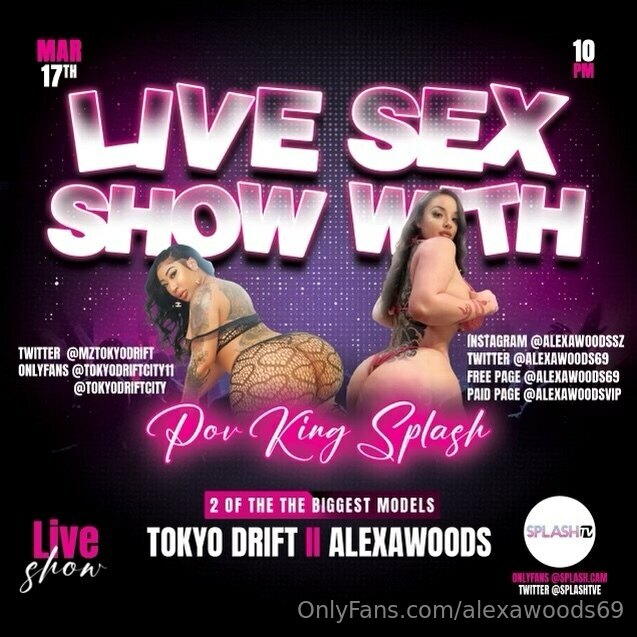 MAR
17TH
10
PM
LIVE SEX
SHOW WITH
TWITTER @MZTOKYODRIFT
ONLYFANS @TOKYODRIFTCITY11
@TOKYODRIFTCITY
INSTAGRAM @ALEXAWOODSSZ
TWITTER @ALEXAWOODS69
FREE PAGE @ALEXAWOODS69
PAID PAGE @ALEXAWOODSVIP
Pov King Splash
2 OF THE THE BIGGEST MODELS
TOKYO DRIFT || ALEXAWOODS
Live
show
SPLASHTV
ONLYFANS @SPLASH.CAM
TWITTER @SPLASHTVE
OnlyFans.com/alexawoods69